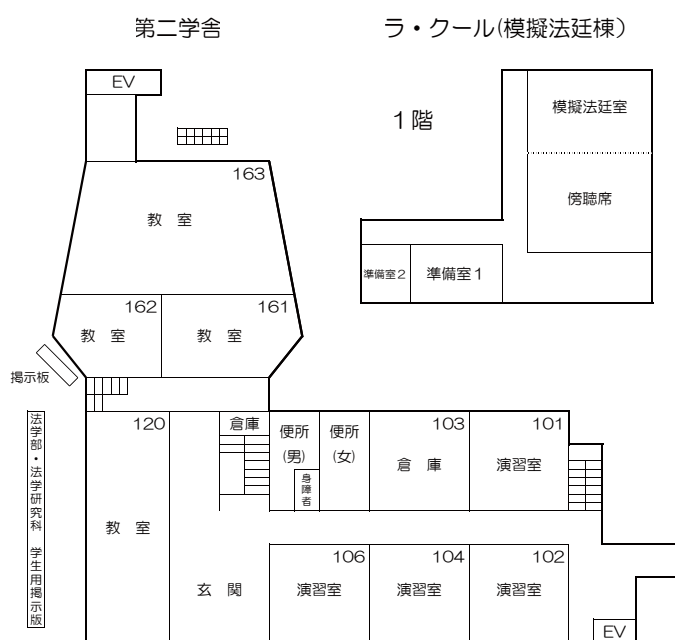 第二学舎
ラ・クール(模擬法廷棟)
EV
1階
模擬法廷室
163
教 室
傍聴席
準備室2
準備室1
162
161
教 室
教 室
掲示板
法学部・法学研究科 学生用掲示版
120
倉庫
便所
(男)
便所
(女)
103
101
倉 庫
演習室
身障者
教 室
玄 関
106
104
102
演習室
演習室
演習室
EV